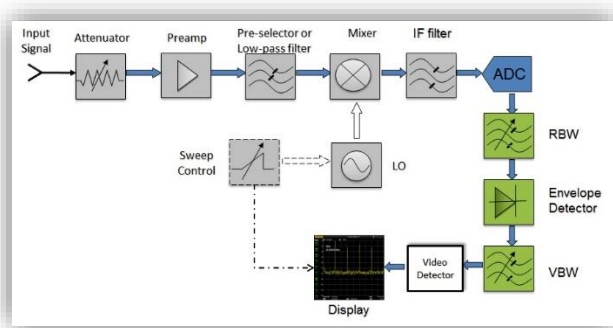 Input
Signal
Attenuator
Preamp
Pre-selector or
Low-pass filter
Mixer
IF filter
ADC
RBW
Sweep
Control
LO
Envelope
Detector
Video
Detector
VBW
Display